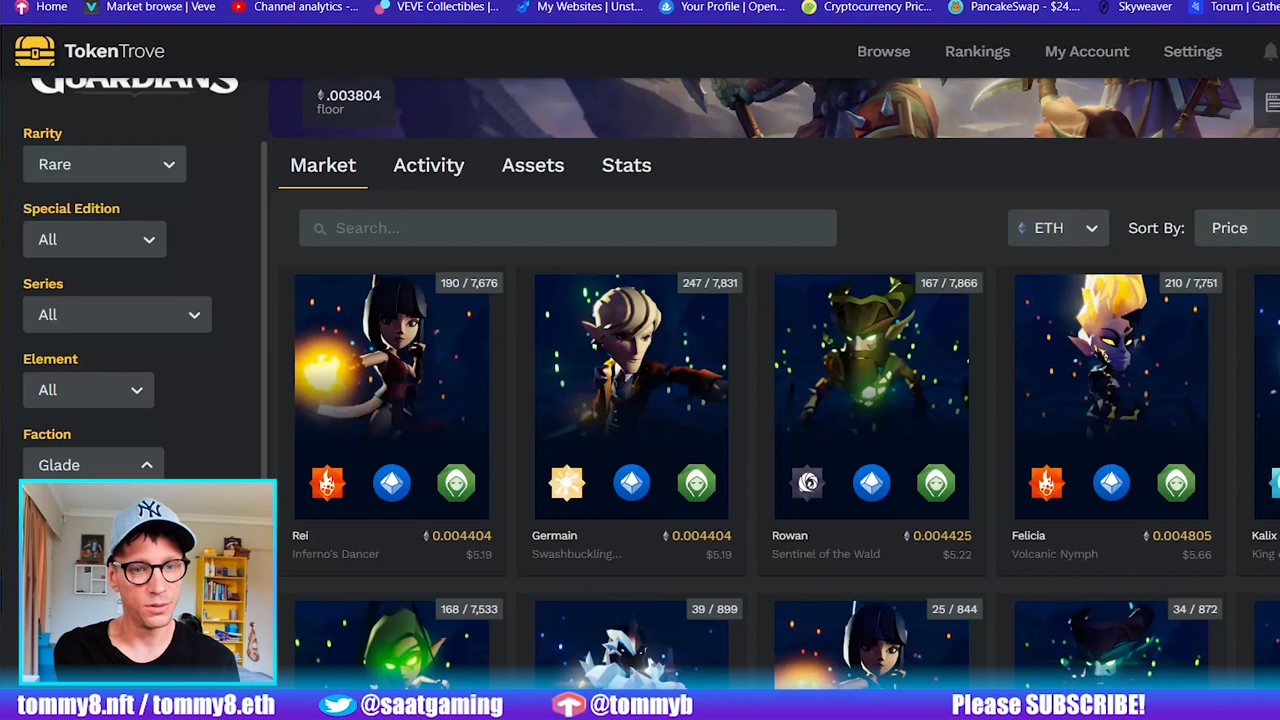 Home
Market browse | Veve
Channel analytics -...
VEVE Collectibles |...
My Websites | Unst...
Your Profile | Open...
Cryptocurrency Pric...
PancakeSwap - $24....
Skyweaver
Torum | Gathe
TokenTrove
Browse
Rankings
My Account
Settings
GUARDIANS
.003804
floor
Rarity
Rare
Special Edition
All
Series
All
Element
All
Faction
Glade
Market
Activity
Assets
Stats
Search...
ETH
Sort By:
Price
190 / 7,676
247 / 7,831
167 / 7,866
210 / 7,751
Rei
0.004404
Inferno's Dancer
$5.19
Germain
0.004404
Swashbuckling...
$5.19
Rowan
0.004425
Sentinel of the Wald
$5.22
Felicia
0.004805
Volcanic Nymph
$5.66
Kalix
King
168 / 7,533
39 / 899
25 / 844
34 / 872
tommy8.nft / tommy8.eth
@saatgaming
@tommyb
Please SUBSCRIBE!